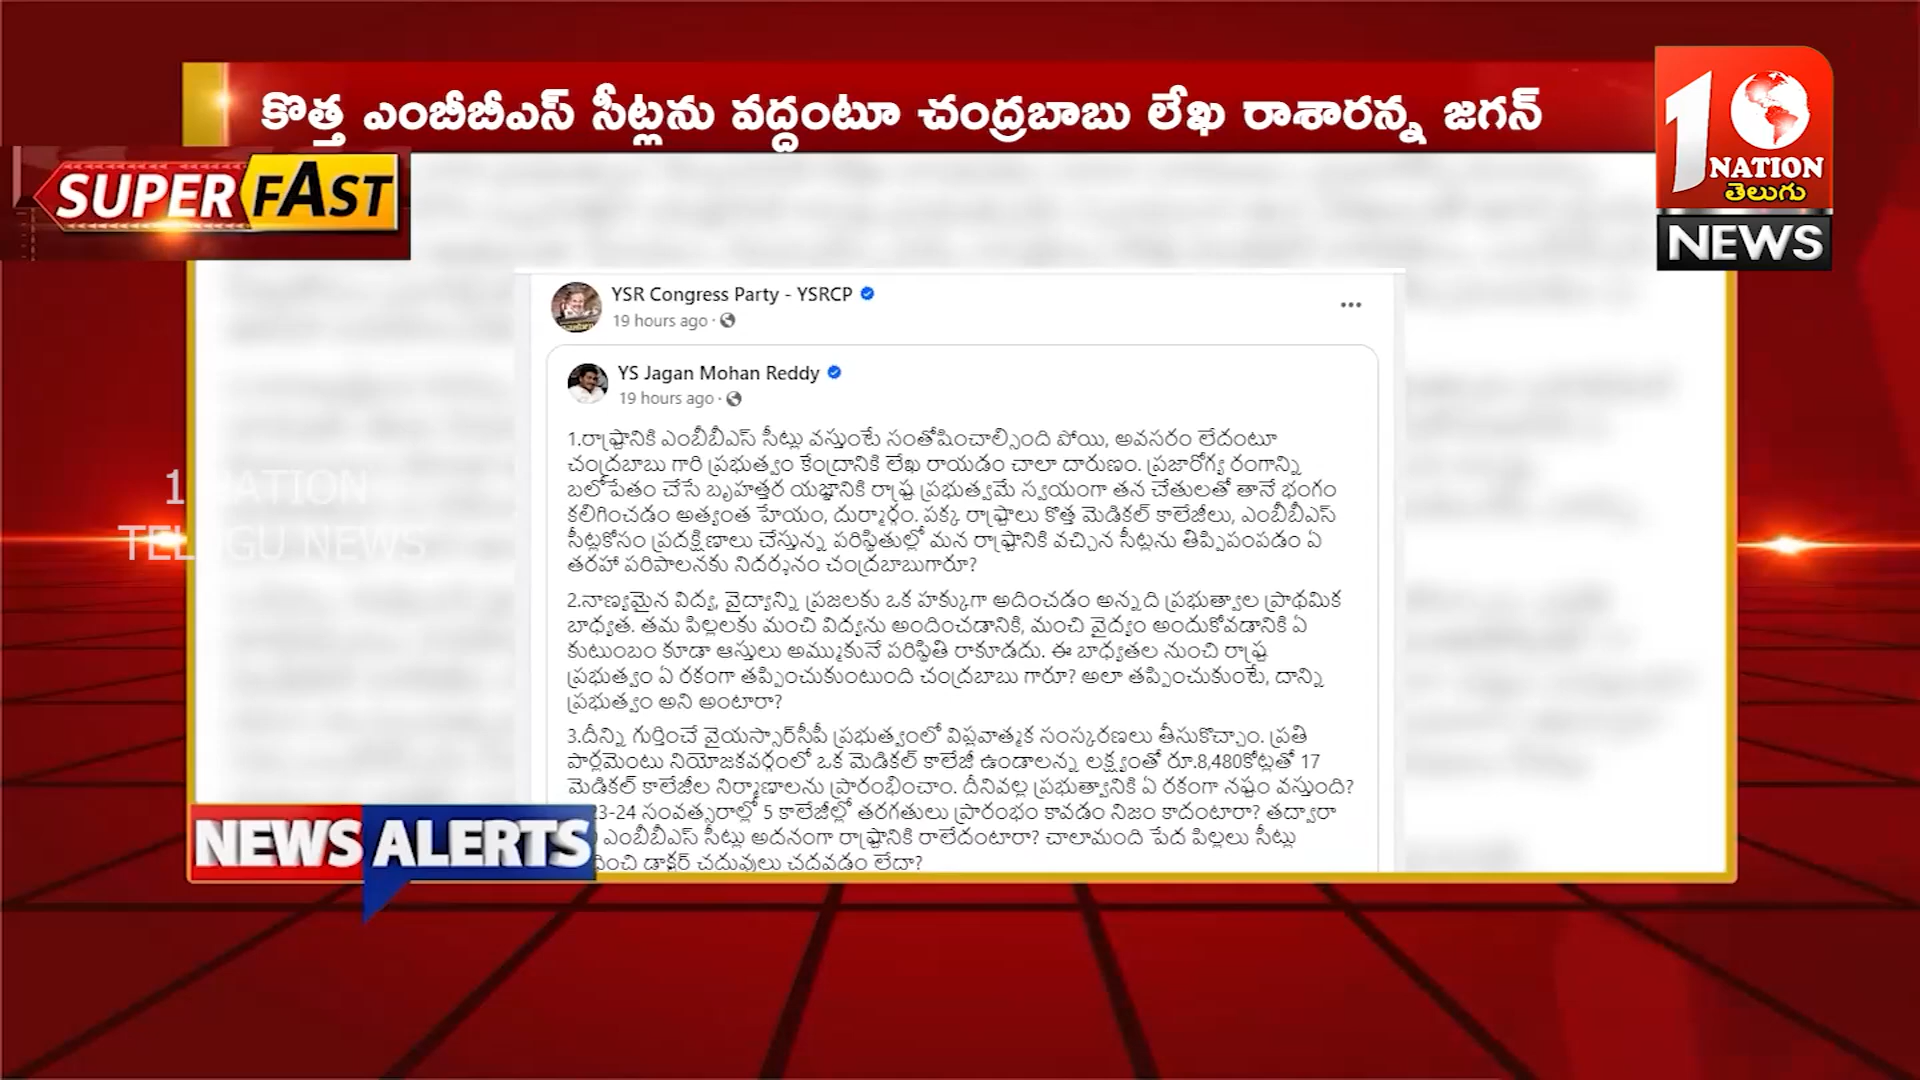 కొత్త ఎంబీబీఎస్ సీట్లను వద్దంటూ చంద్రబాబు లేఖ రాశారన్న జగన్
1
NATION
తెలుగు
NEWS
SUPER FAST
YSR Congress Party - YSRCP
19 hours ago
YS Jagan Mohan Reddy
19 hours ago
1.రాష్ట్రానికి ఎంబీబీఎస్ సీట్లు వస్తుంటే సంతోషించాల్సింది పోయి, అవసరం లేదంటూ
చంద్రబాబు గారి ప్రభుత్వం కేంద్రానికి లేఖ రాయడం చాలా దారుణం. ప్రజారోగ్య రంగాన్ని
బలోపేతం చేసే బృహత్తర యజ్ఞానికి రాష్ట్ర ప్రభుత్వమే స్వయంగా తన చేతులతో తానే భంగం
కలిగించడం అత్యంత హేయం, దుర్మార్గం. పక్క రాష్ట్రాలు కొత్త మెడికల్ కాలేజీలు, ఎంబీబీఎస్
సీట్లకోసం ప్రదక్షిణాలు చేస్తున్న పరిస్థితుల్లో మన రాష్ట్రానికి వచ్చిన సీట్లను తిప్పిపంపడం ఏ
తరహా పరిపాలనకు నిదర్శనం చంద్రబాబుగారూ?
2.నాణ్యమైన విద్య, వైద్యాన్ని ప్రజలకు ఒక హక్కుగా అదించడం అన్నది ప్రభుత్వాల ప్రాథమిక
బాధ్యత. తమ పిల్లలకు మంచి విద్యను అందించడానికి, మంచి వైద్యం అందుకోవడానికి ఏ
కుటుంబం కూడా ఆస్తులు అమ్ముకునే పరిస్థితి రాకూడదు. ఈ బాధ్యతల నుంచి రాష్ట్ర
ప్రభుత్వం ఏ రకంగా తప్పించుకుంటుంది చంద్రబాబు గారూ? అలా తప్పించుకుంటే, దాన్ని
ప్రభుత్వం అని అంటారా?
3.దీన్ని గుర్తించే వైయస్సార్‌సీపీ ప్రభుత్వంలో విప్లవాత్మక సంస్కరణలు తీసుకొచ్చాం. ప్రతి
పార్లమెంటు నియోజకవర్గంలో ఒక మెడికల్ కాలేజీ ఉండాలన్న లక్ష్యంతో రూ.8,480కోట్లతో 17
మెడికల్ కాలేజీల నిర్మాణాలను ప్రారంభించాం. దీనివల్ల ప్రభుత్వానికి ఏ రకంగా నష్టం వస్తుంది?
23-24 సంవత్సరాల్లో 5 కాలేజీల్లో తరగతులు ప్రారంభం కావడం నిజం కాదంటారా? తద్వారా
ఎంబీబీఎస్ సీట్లు అదనంగా రాష్ట్రానికి రాలేదంటారా? చాలామంది పేద పిల్లలు సీట్లు
డాక్టర్ చదువులు చదవడం లేదా?
1 NATION
TELUGU NEWS
NEWS ALERTS